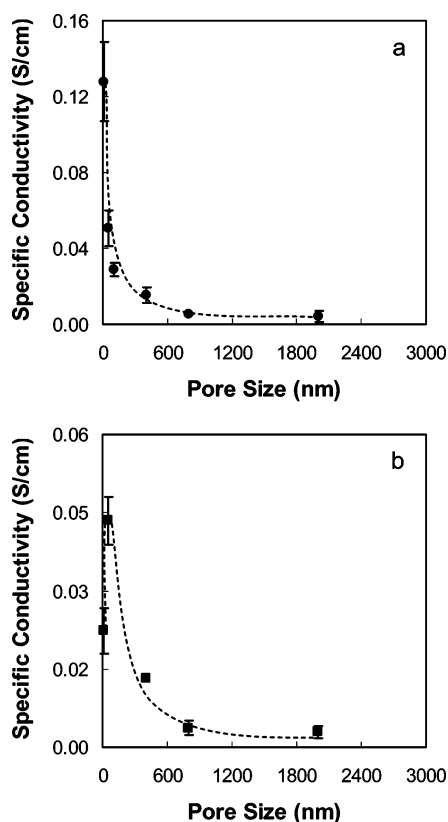 a
Specific Conductivity (S/cm)
0.16
0.12
0.08
0.04
0.00
0 600 1200 1800 2400 3000
Pore Size (nm)
b
Specific Conductivity (S/cm)
0.06
0.05
0.03
0.02
0.00
0 600 1200 1800 2400 3000
Pore Size (nm)